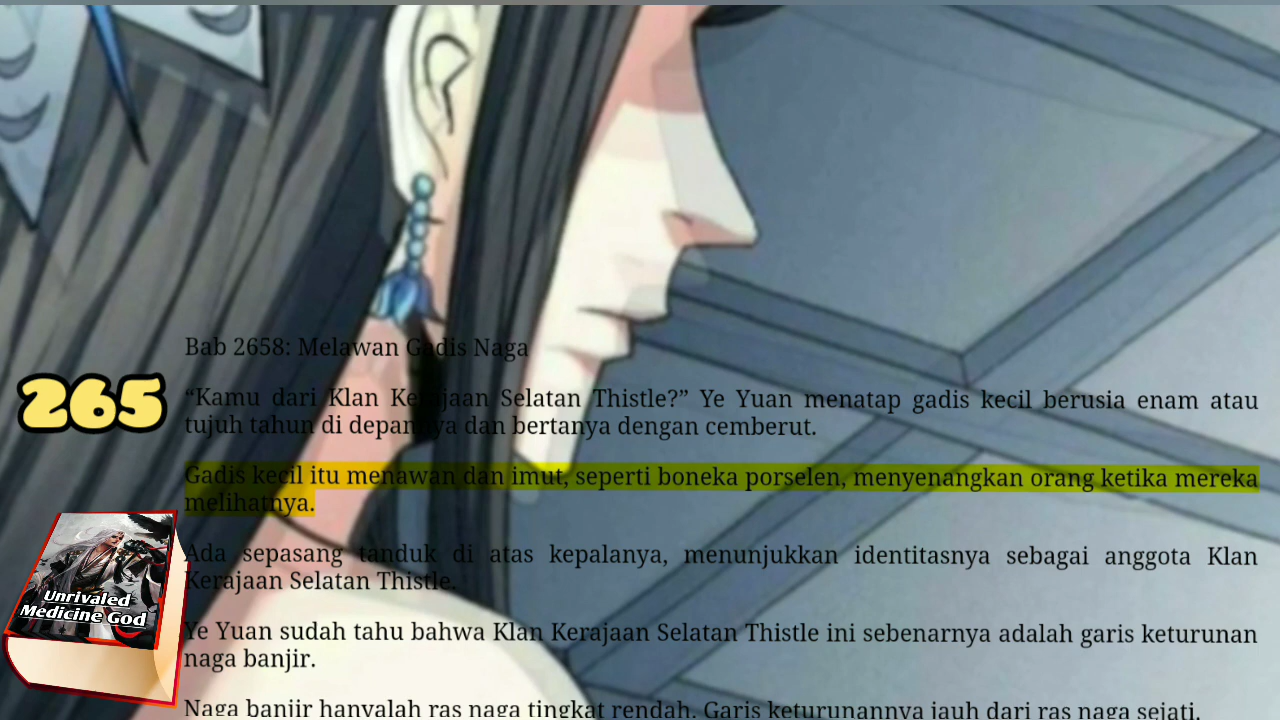 Bab 2658: Melawan Gadis Naga
265
“Kamu dari Klan Kerajaan Selatan Thistle?” Ye Yuan menatap gadis kecil berusia enam atau
tujuh tahun di depannya dan bertanya dengan cemberut.
Gadis kecil itu menawan dan imut, seperti boneka porselen, menyenangkan orang ketika mereka
melihatnya.
Ada sepasang tanduk di atas kepalanya, menunjukkan identitasnya sebagai anggota Klan
Kerajaan Selatan Thistle.
Unrivaled
Medicine God
Ye Yuan sudah tahu bahwa Klan Kerajaan Selatan Thistle ini sebenarnya adalah garis keturunan
naga banjir.
Naga banjir hanyalah ras naga tingkat rendah. Garis keturunannya jauh dari ras naga sejati.